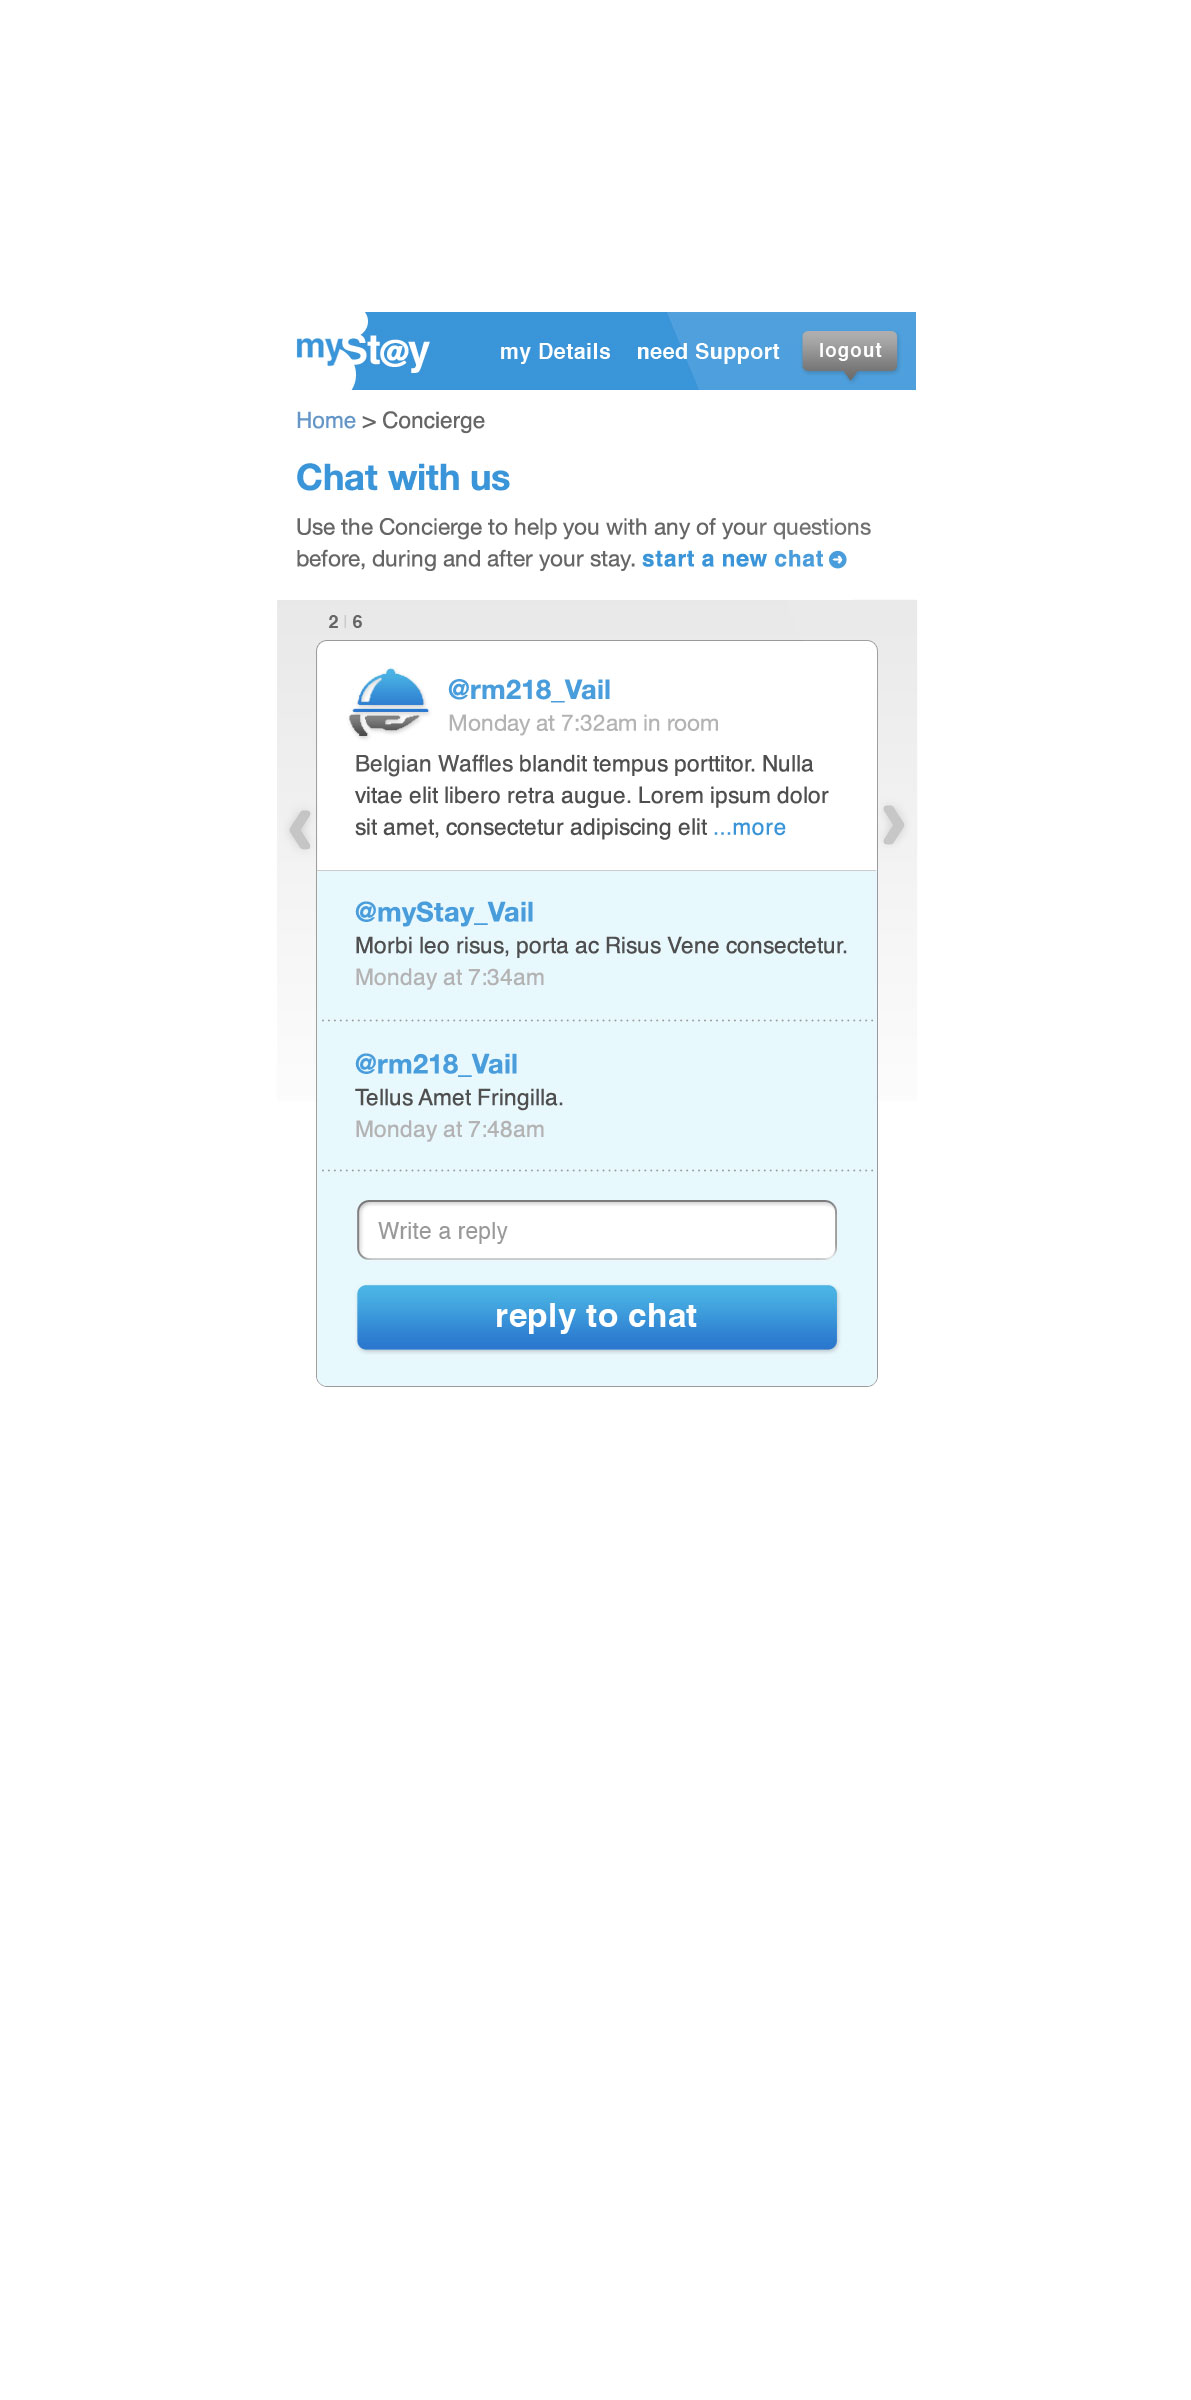 mySt@y
my Details
need Support
logout
Home > Concierge
Chat with us
Use the Concierge to help you with any of your questions
before, during and after your stay. start a new chat
2 | 6
@rm218_Vail
Monday at 7:32am in room
Belgian Waffles blandit tempus porttitor. Nulla
vitae elit libero retra augue. Lorem ipsum dolor
sit amet, consectetur adipiscing elit ...more
@myStay_Vail
Morbi leo risus, porta ac Risus Vene consectetur.
Monday at 7:34am
@rm218_Vail
Tellus Amet Fringilla.
Monday at 7:48am
Write a reply
reply to chat